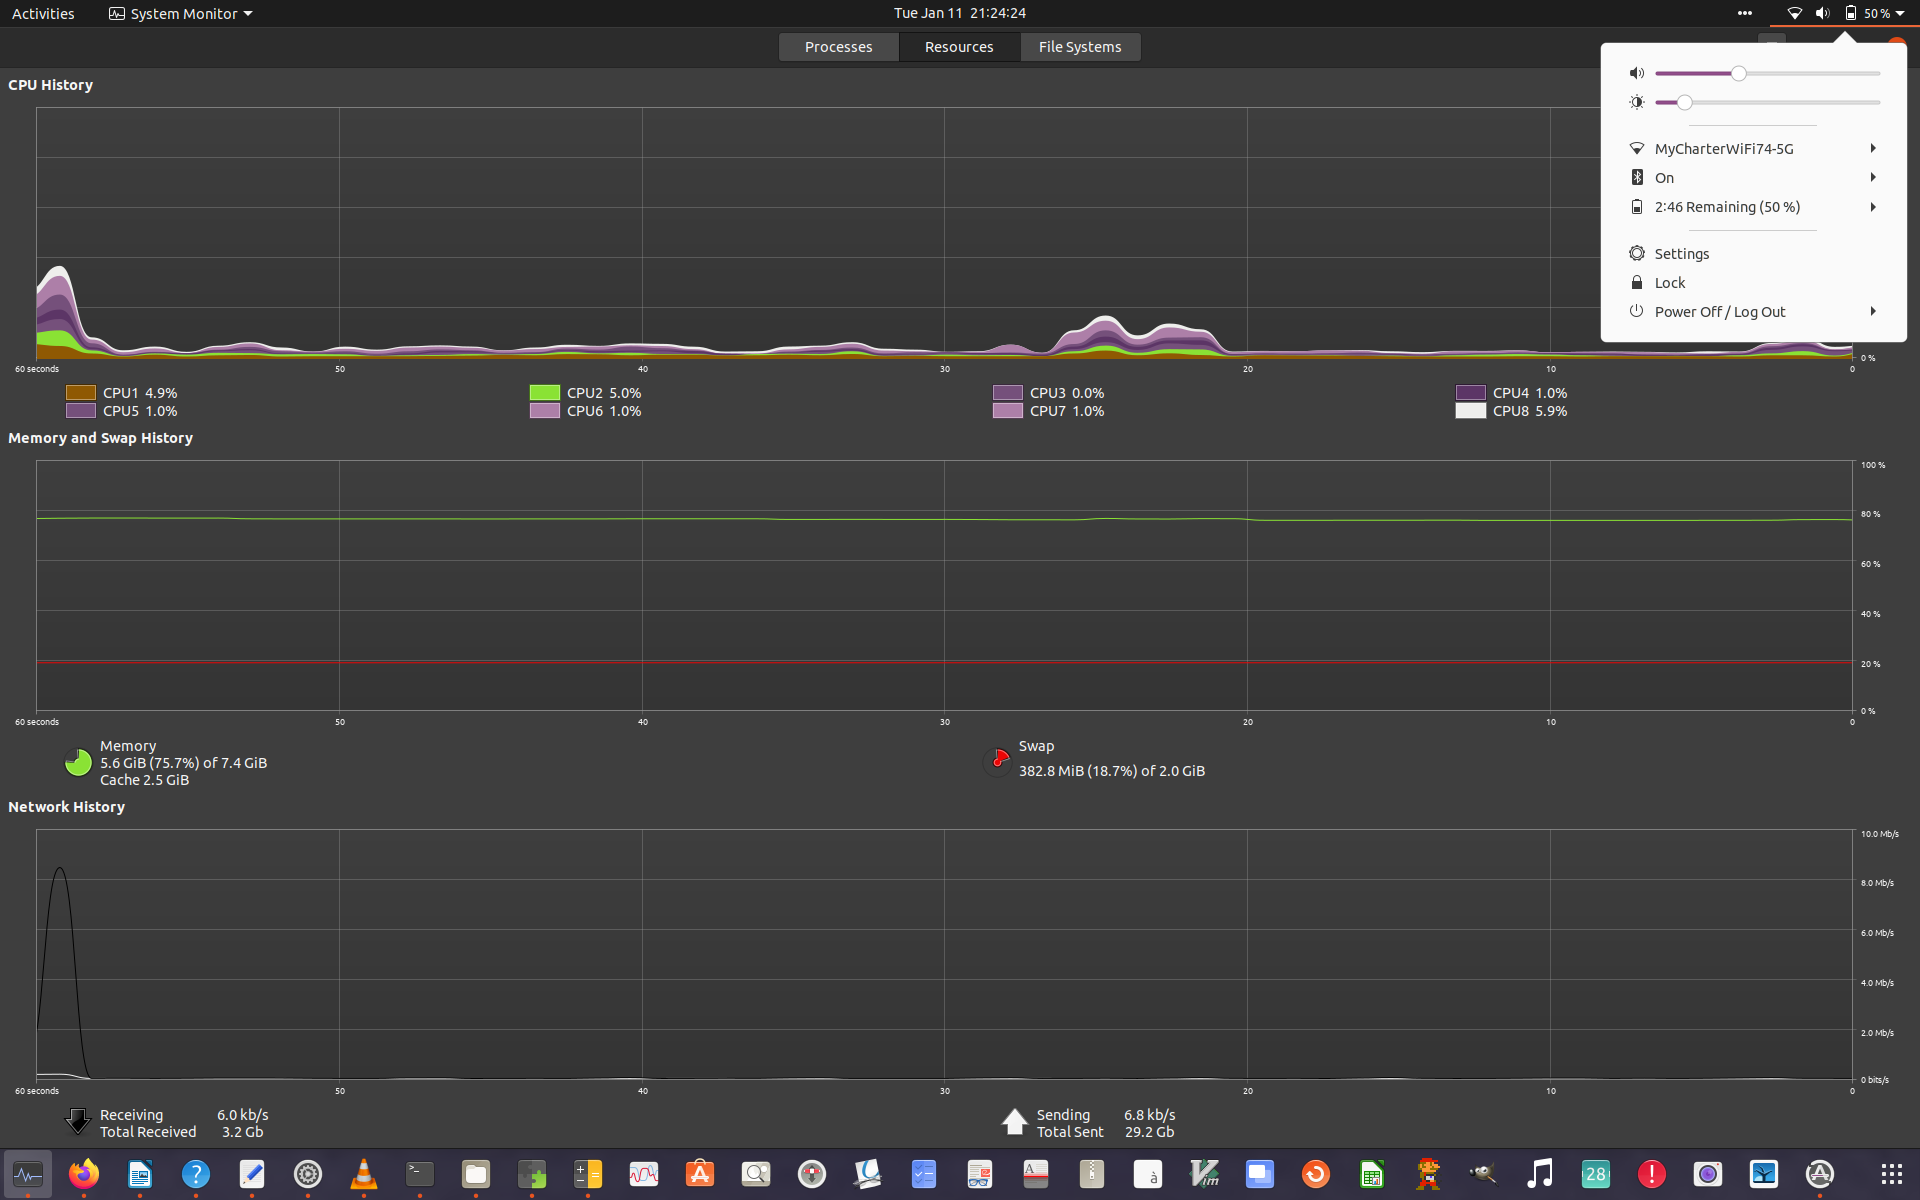 Activities
System Monitor
Tue Jan 11 21:24:24
50 %
Processes
Resources
File Systems
MyCharterWiFi74-5G
On
2:46 Remaining (50 %)
Settings
Lock
Power Off / Log Out
CPU History
0 %
60 seconds 50 40 30 20 10 0
CPU1 4.9% CPU2 5.0% CPU3 0.0% CPU4 1.0%
CPU5 1.0% CPU6 1.0% CPU7 1.0% CPU8 5.9%
Memory and Swap History
100 %
80 %
60 %
40 %
20 %
0 %
60 seconds 50 40 30 20 10 0
Memory
5.6 GiB (75.7%) of 7.4 GiB
Cache 2.5 GiB
Swap
382.8 MiB (18.7%) of 2.0 GiB
Network History
10.0 Mb/s
8.0 Mb/s
6.0 Mb/s
4.0 Mb/s
2.0 Mb/s
0 bits/s
60 seconds 50 40 30 20 10 0
Receiving 6.0 kb/s
Total Received 3.2 Gb
Sending 6.8 kb/s
Total Sent 29.2 Gb
?
>_
A
à
Vim
28
!